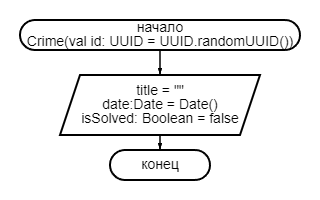 начало
Crime(val id: UUID = UUID.randomUUID())
title = ""
date:Date = Date()
isSolved: Boolean = false
конец